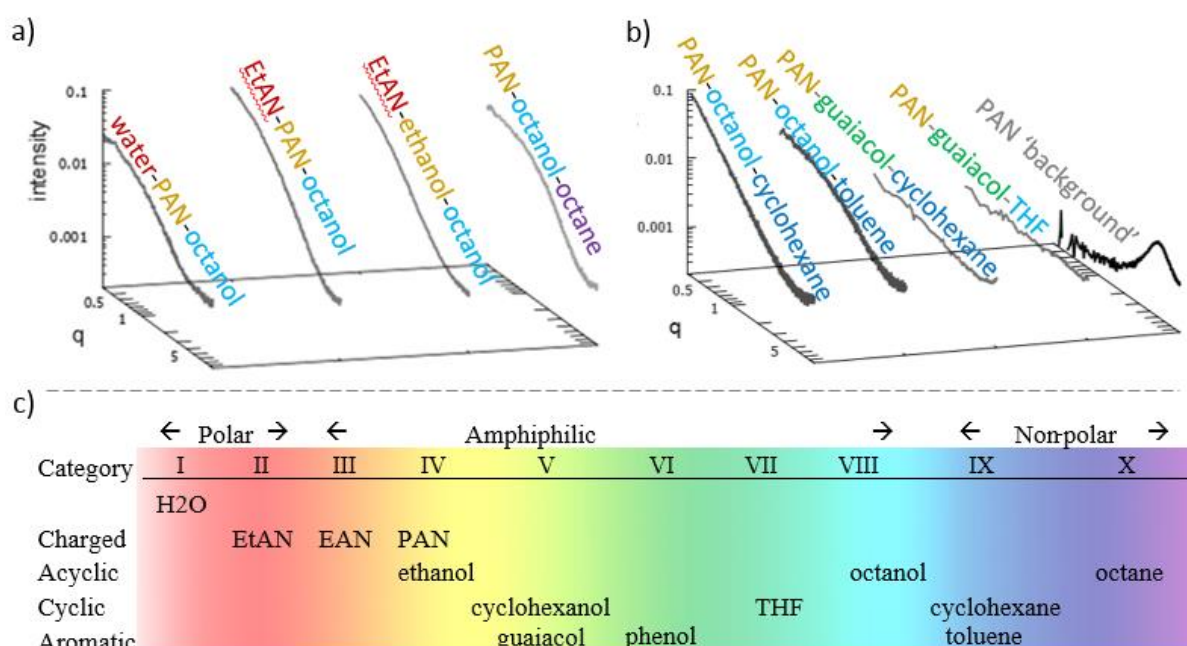 a)
intensity
0.1
0.01
0.001
0.5
1
5
q
water-PAN-octanol
EtAN-PAN-octanol
EtAN-ethanol-octanol
PAN-octanol-octane
b)
0.1
0.01
0.001
0.5
1
5
q
PAN-octanol-cyclohexane
PAN-octanol-toluene
PAN-guaiacol-cyclohexane
PAN-guaiacol-THF
PAN 'background'
c)
← Polar → ← Amphiphilic → ← Non-polar →
Category I II III IV V VI VII VIII IX X
H2O
Charged EtAN EAN PAN
Acyclic ethanol octanol octane
Cyclic cyclohexanol THF cyclohexane
Aromatic guaiacol phenol toluene